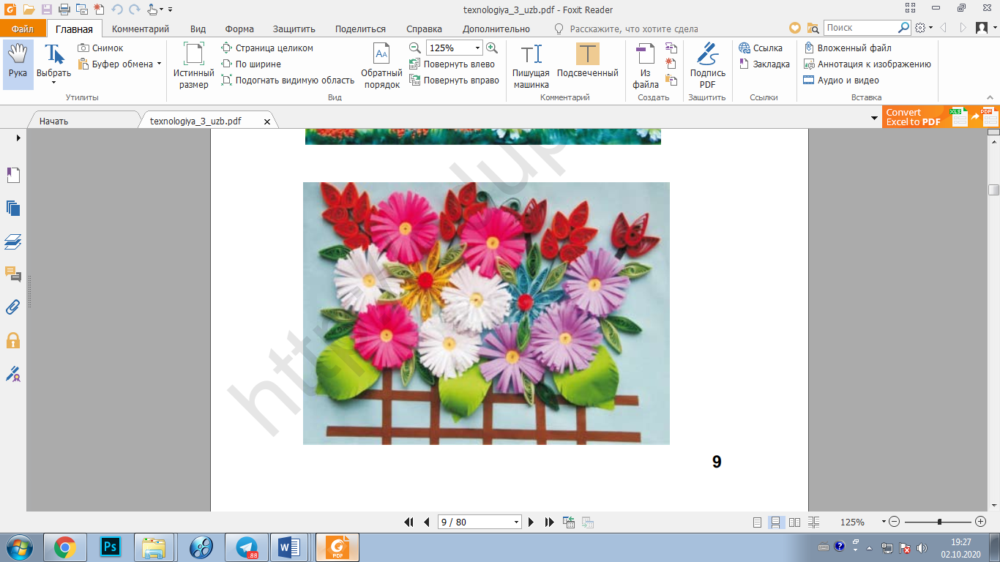 texnologiya_3_uzb.pdf - Foxit Reader
Файл Главная Комментарий Вид Форма Защитить Поделиться Справка Дополнительно Расскажите, что хотите сдела Поиск
Рука
Выбрать
Снимок
Буфер обмена
Утилиты
Истинный размер
Страница целиком
По ширине
Подогнать видимую область
Обратный порядок
125%
Повернуть влево
Повернуть вправо
Вид
Пишущая машинка
Подсвеченный
Комментарий
Из файла
Создать
Подпись PDF
Защитить
Ссылка
Закладка
Ссылки
Вложенный файл
Аннотация к изображению
Аудио и видео
Вставка
Начать texnologiya_3_uzb.pdf
Convert
Excel to PDF
XLS PDF
9
9 / 80 125%
Ps 88 W PDF
19:27
02.10.2020